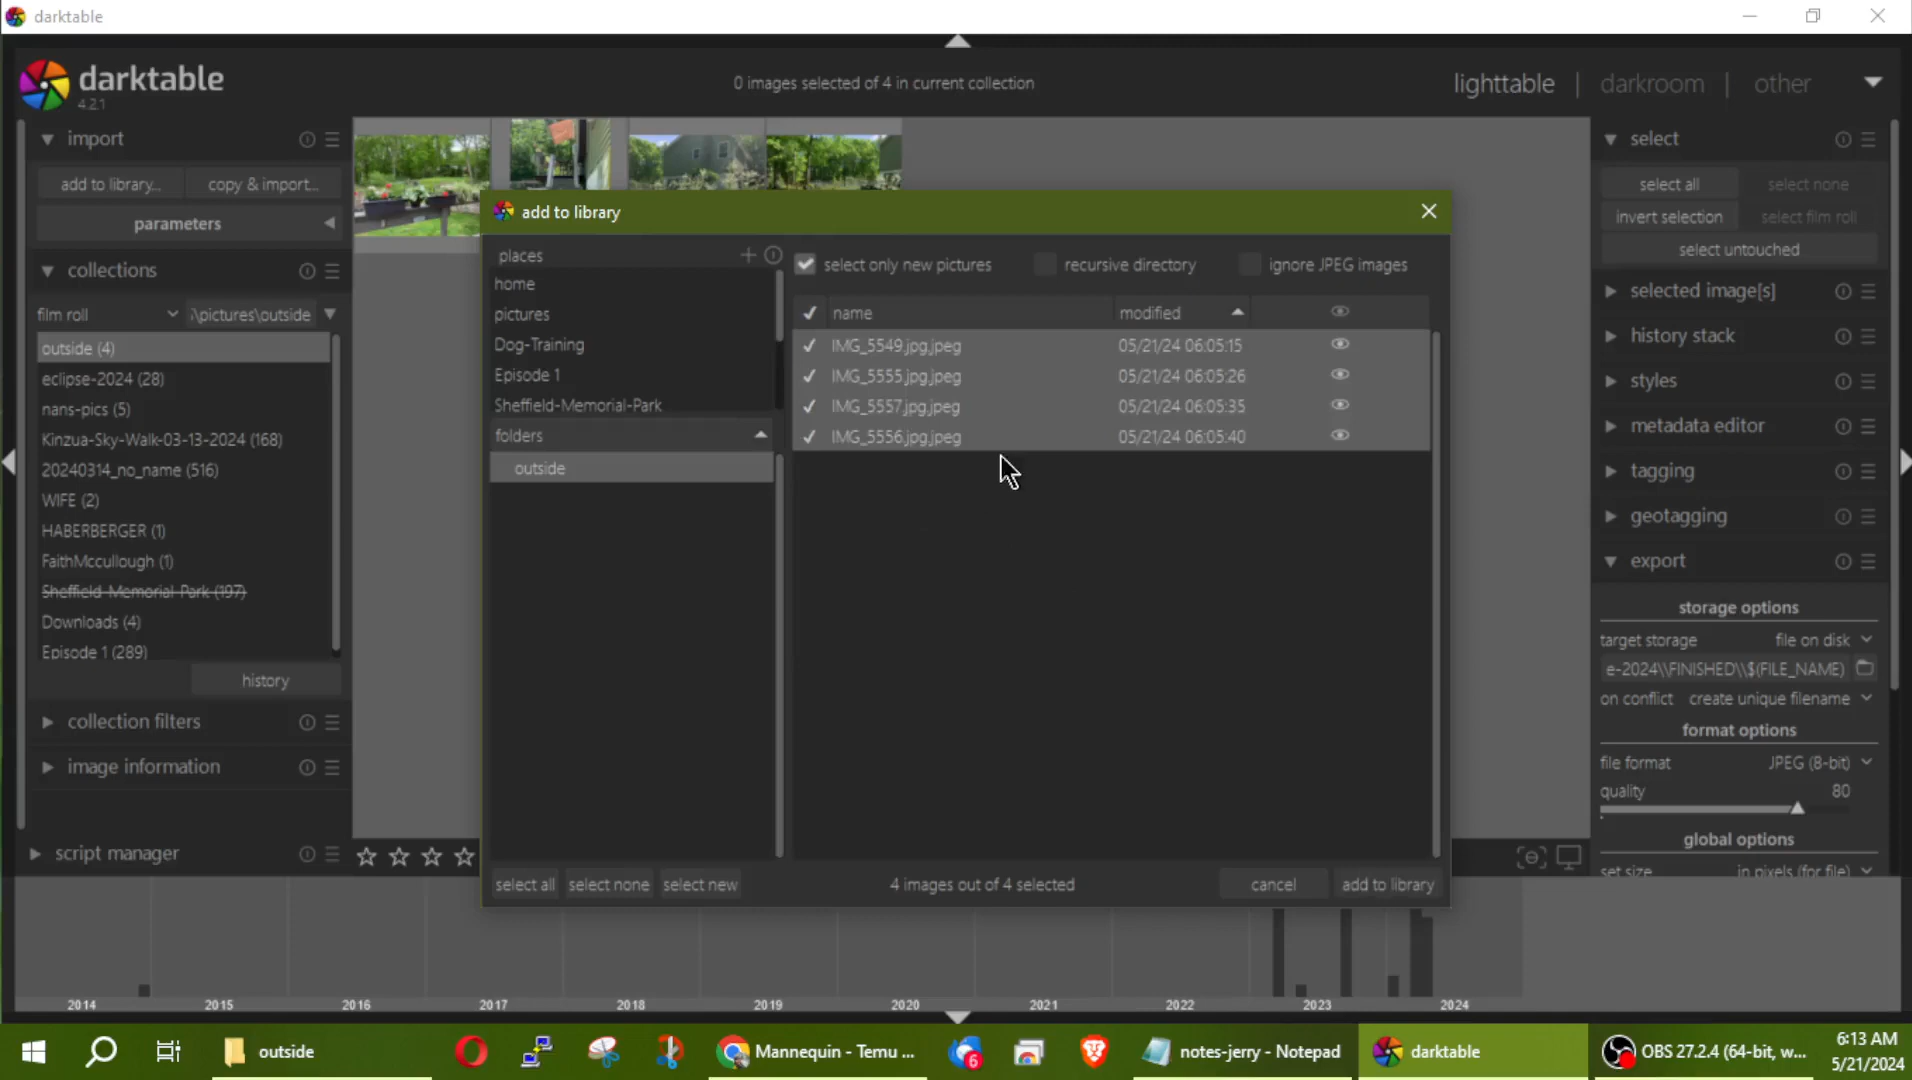 darktable
darktable
4.2.1
0 images selected of 4 in current collection
lighttable | darkroom | other
import
add to library...
copy & import...
parameters
collections
film roll
:\pictures\outside
outside (4)
eclipse-2024 (28)
nans-pics (5)
Kinzua-Sky-Walk-03-13-2024 (168)
20240314_no_name (516)
WIFE (2)
HABERBERGER (1)
FaithMccullough (1)
Sheffield-Memorial-Park (197)
Downloads (4)
Episode 1 (289)
history
collection filters
image information
script manager
add to library
places
home
pictures
Dog-Training
Episode 1
Sheffield-Memorial-Park
folders
outside
select only new pictures
recursive directory
ignore JPEG images
name modified
IMG_5549.jpg.jpeg 05/21/24 06:05:15
IMG_5555.jpg.jpeg 05/21/24 06:05:26
IMG_5557.jpg.jpeg 05/21/24 06:05:35
IMG_5556.jpg.jpeg 05/21/24 06:05:40
select all select none select new
4 images out of 4 selected
cancel add to library
select
select all select none
invert selection select film roll
select untouched
selected image[s]
history stack
styles
metadata editor
tagging
geotagging
export
storage options
target storage file on disk
e-2024\\FINISHED\\$(FILE_NAME)
on conflict create unique filename
format options
file format JPEG (8-bit)
quality 80
global options
set size in pixels (for file)
2014 2015 2016 2017 2018 2019 2020 2021 2022 2023 2024
outside
Mannequin - Temu ...
6
notes-jerry - Notepad
darktable
OBS 27.2.4 (64-bit, w...
6:13 AM
5/21/2024